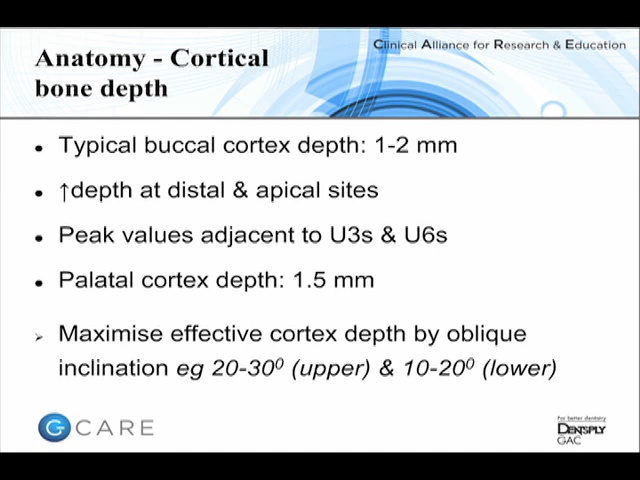 Clinical Alliance for Research & Education
Anatomy - Cortical
bone depth
• Typical buccal cortex depth: 1-2 mm
• ↑depth at distal & apical sites
• Peak values adjacent to U3s & U6s
• Palatal cortex depth: 1.5 mm
➢ Maximise effective cortex depth by oblique
inclination eg 20-30⁰ (upper) & 10-20⁰ (lower)
G CARE
For better dentistry
DENTSPLY
GAC